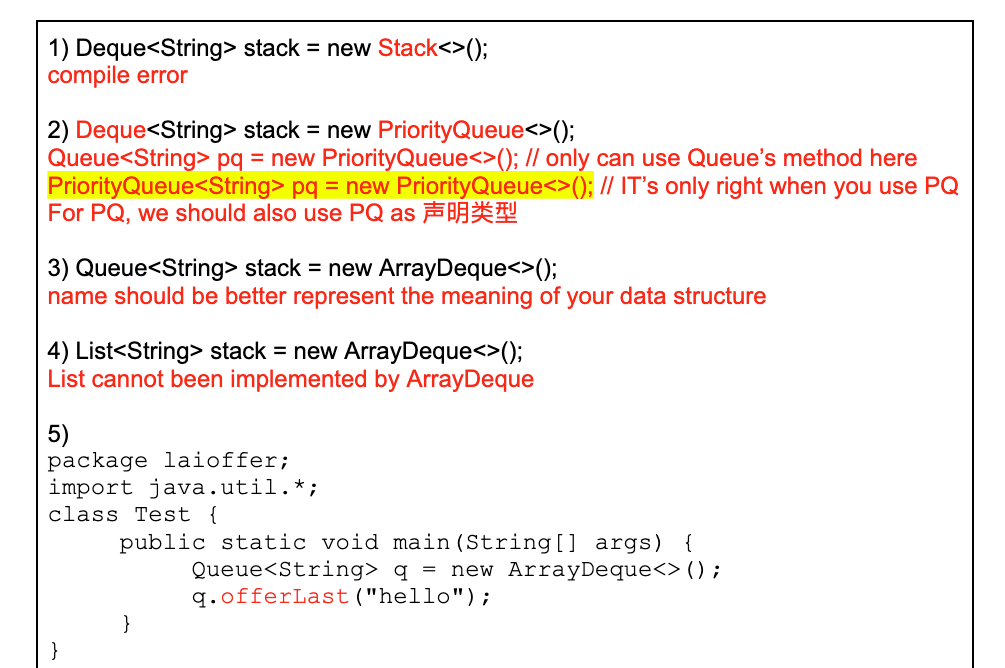 1) Deque<String> stack = new Stack<>();
compile error
2) Deque<String> stack = new PriorityQueue<>();
Queue<String> pq = new PriorityQueue<>(); // only can use Queue’s method here
PriorityQueue<String> pq = new PriorityQueue<>(); // IT’s only right when you use PQ
For PQ, we should also use PQ as 声明类型
3) Queue<String> stack = new ArrayDeque<>();
name should be better represent the meaning of your data structure
4) List<String> stack = new ArrayDeque<>();
List cannot been implemented by ArrayDeque
5)
package laioffer;
import java.util.*;
class Test {
public static void main(String[] args) {
Queue<String> q = new ArrayDeque<>();
q.offerLast("hello");
}
}